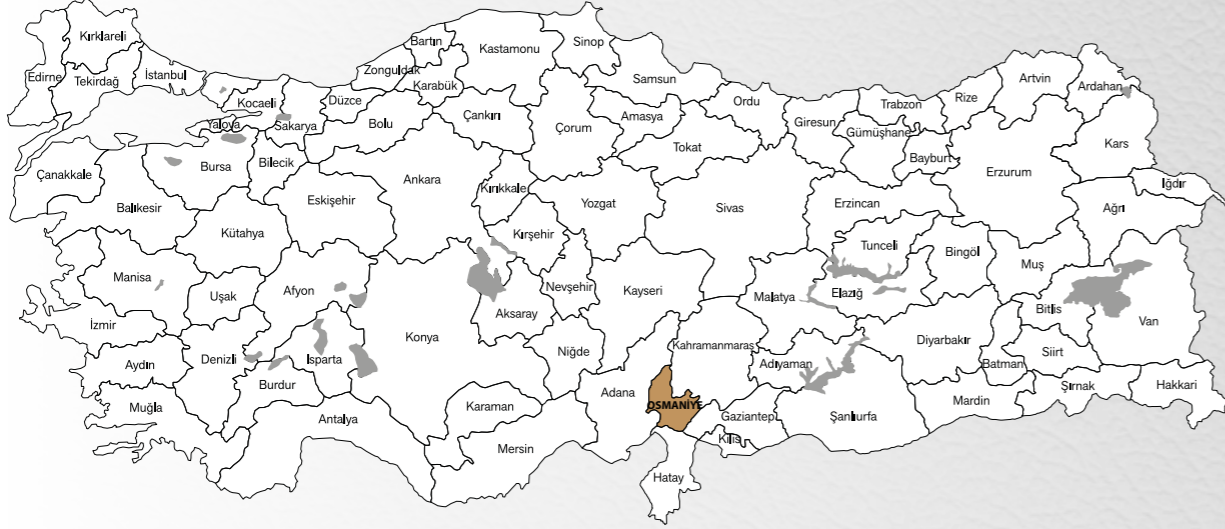 Kırklareli
Edirne
Tekirdağ
İstanbul
Kocaeli
Yalova
Sakarya
Düzce
Zonguldak
Bartın
Karabük
Kastamonu
Sinop
Samsun
Ordu
Giresun
Trabzon
Rize
Artvin
Ardahan
Kars
Iğdır
Ağrı
Erzurum
Bayburt
Gümüşhane
Erzincan
Sivas
Tokat
Amasya
Çorum
Çankırı
Bolu
Bilecik
Bursa
Çanakkale
Balıkesir
Kütahya
Eskişehir
Ankara
Kırıkkale
Yozgat
Kırşehir
Nevşehir
Kayseri
Malatya
Elazığ
Tunceli
Bingöl
Muş
Bitlis
Van
Hakkari
Şırnak
Siirt
Batman
Diyarbakır
Mardin
Şanlıurfa
Adıyaman
Kahramanmaraş
Gaziantep
Kilis
OSMANİYE
Hatay
Adana
Niğde
Aksaray
Konya
Karaman
Mersin
Antalya
Isparta
Burdur
Afyon
Uşak
Manisa
İzmir
Aydın
Denizli
Muğla